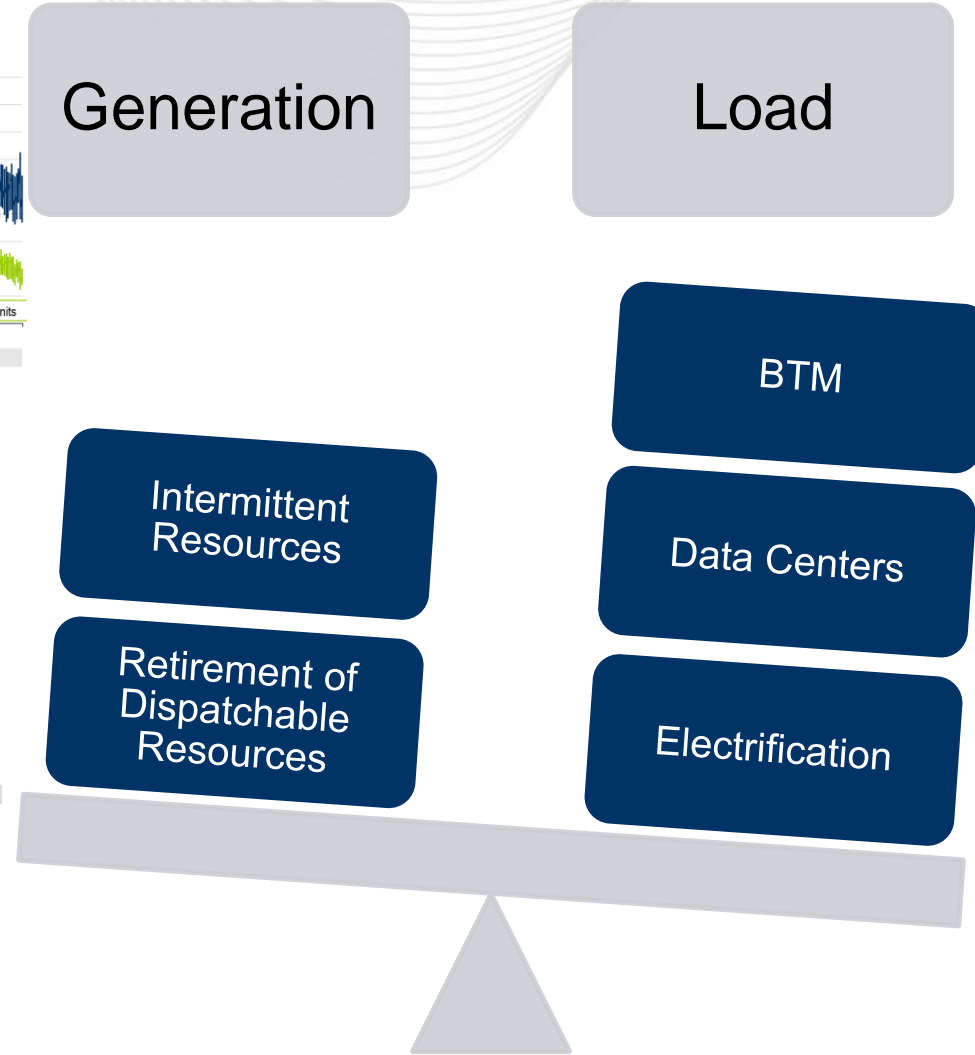 Generation
Load
BTM
Intermittent
Resources
Data Centers
Retirement of
Dispatchable
Resources
Electrification